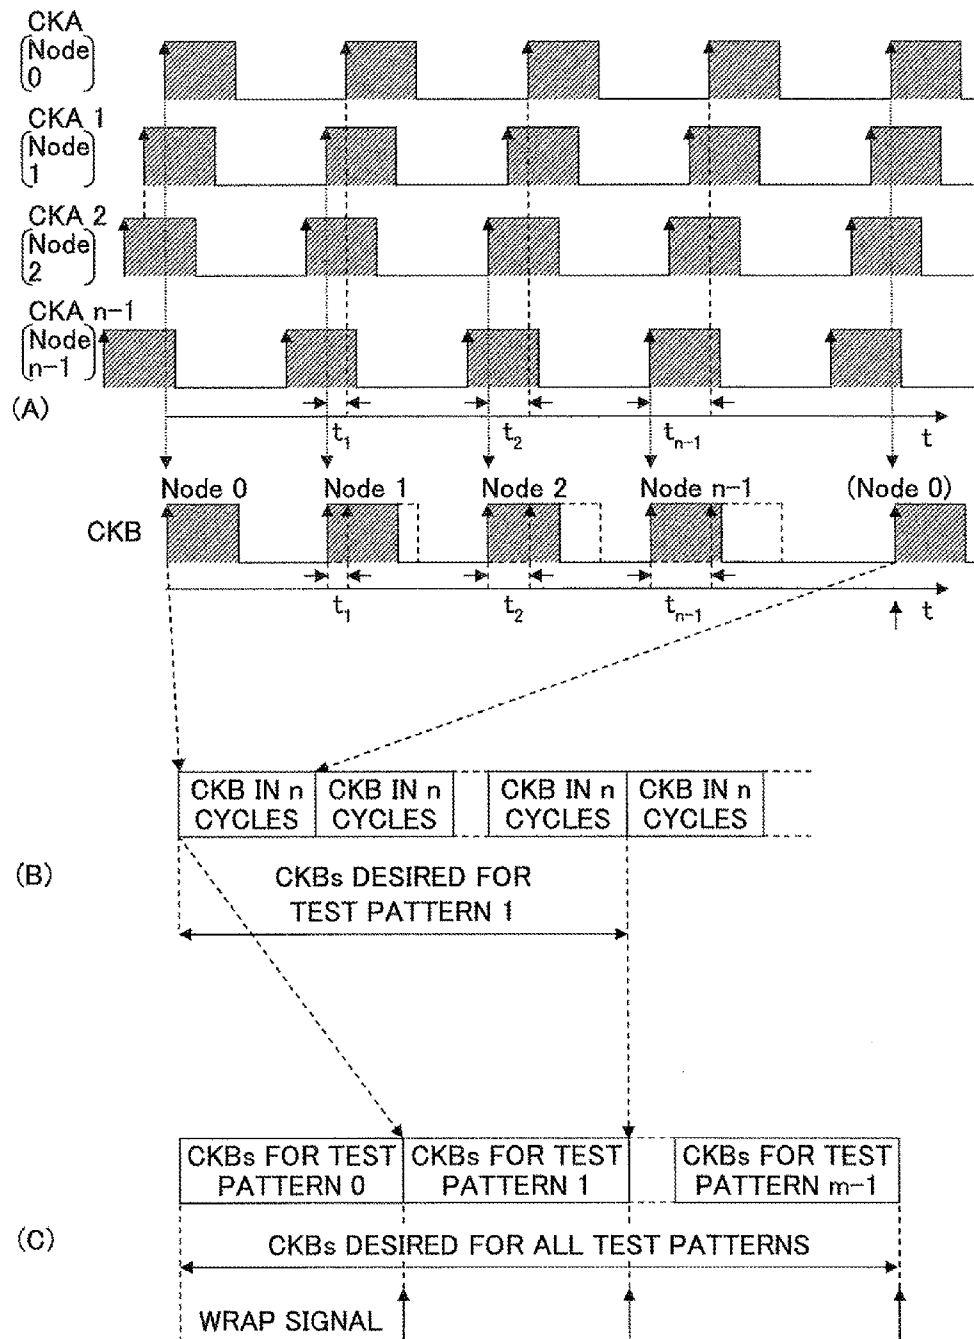 CKA
(Node
0)
CKA 1
(Node
1)
CKA 2
(Node
2)
CKA n-1
(Node
n-1)
(A)
t1 t2 tn-1 t
Node 0 Node 1 Node 2 Node n-1 (Node 0)
CKB
t1 t2 tn-1 t
CKB IN n CYCLES
CKB IN n CYCLES
CKB IN n CYCLES
CKB IN n CYCLES
(B)
CKBs DESIRED FOR
TEST PATTERN 1
CKBs FOR TEST PATTERN 0
CKBs FOR TEST PATTERN 1
CKBs FOR TEST PATTERN m-1
(C)
CKBs DESIRED FOR ALL TEST PATTERNS
WRAP SIGNAL